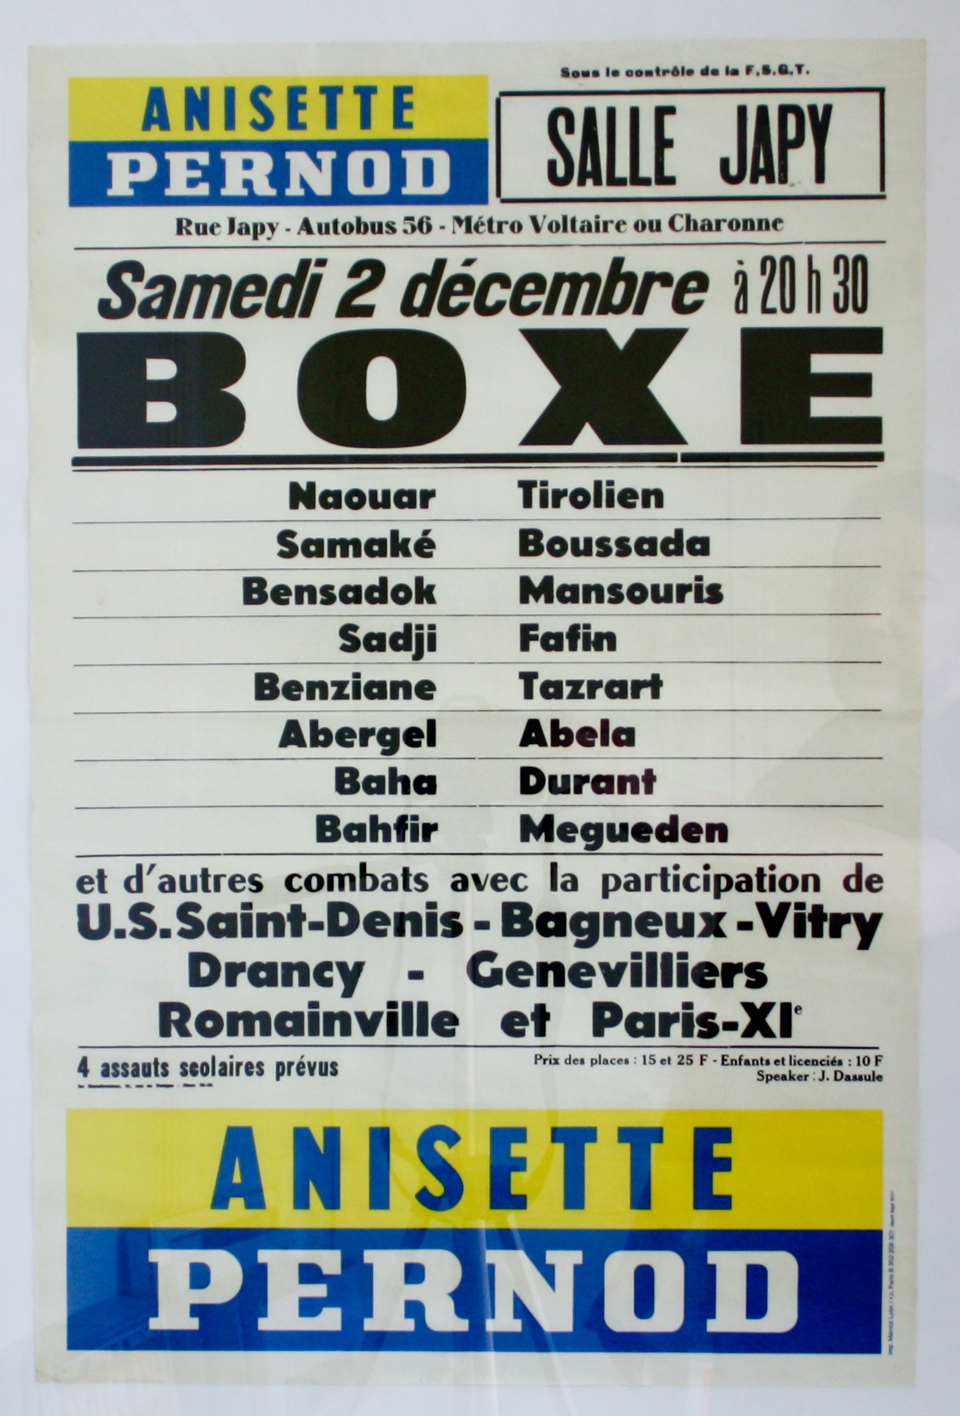 Sous le contrôle de la F.S.G.T.
ANISETTE
PERNOD
SALLE JAPY
Rue Japy - Autobus 56 - Métro Voltaire ou Charonne
Samedi 2 décembre à 20 h 30
BOXE
Naouar Tirolien
Samaké Boussada
Bensadok Mansouris
Sadji Fafin
Benziane Tazrart
Abergel Abela
Baha Durant
Bahfir Megueden
et d'autres combats avec la participation de
U.S.Saint-Denis - Bagneux - Vitry
Drancy - Genevilliers
Romainville et Paris-XIe
4 assauts scolaires prévus
Prix des places : 15 et 25 F - Enfants et licenciés : 10 F
Speaker : J. Dassule
ANISETTE
PERNOD